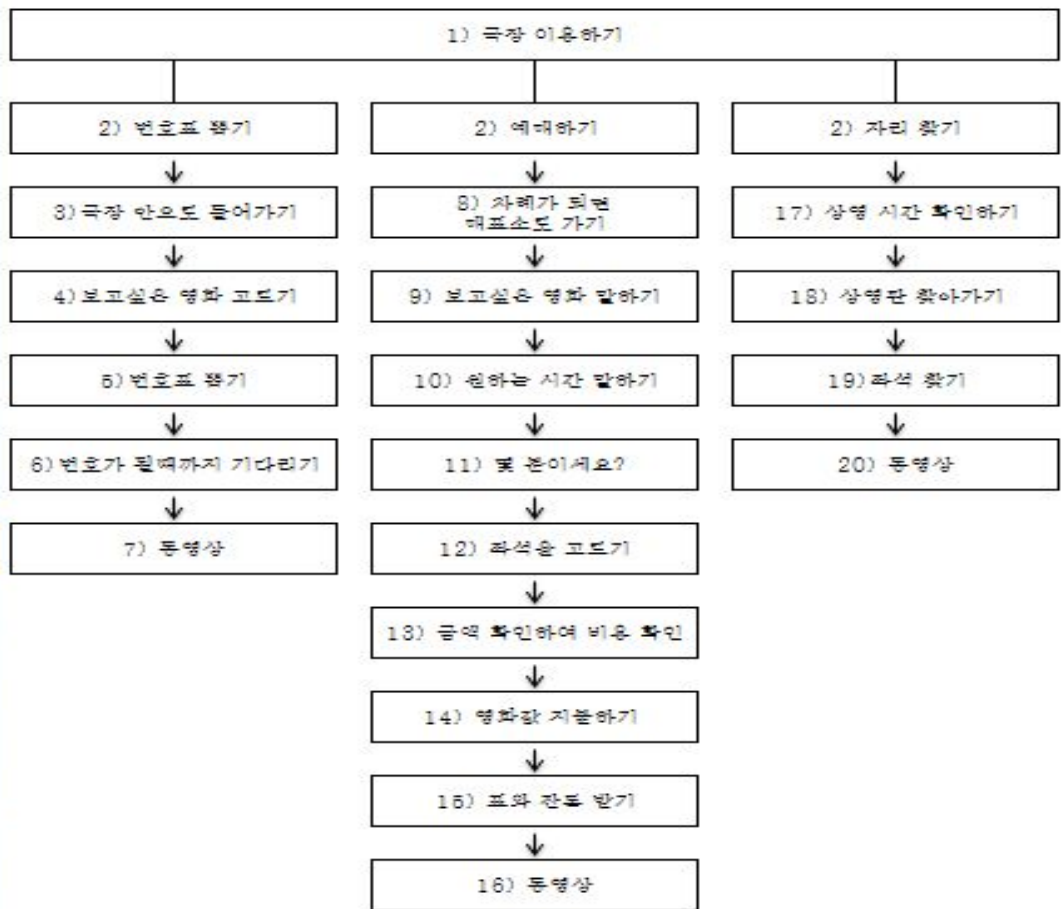 1) 극장 이용하기
2) 번호표 뽑기
3)극장 안으로 들어가기
4)보고싶은 영화 고르기
5)번호표 뽑기
6)번호가 될때까지 기다리기
7) 동영상
2) 예매하기
8) 차례가 되면
매표소로 가기
9) 보고싶은 영화 말하기
10) 원하는 시간 말하기
11) 몇 분이세요?
12) 좌석을 고르기
13) 금액 확인하여 비용 확인
14) 영화값 지불하기
15) 표와 잔돈 받기
16) 동영상
2) 자리 찾기
17) 상영 시간 확인하기
18) 상영관 찾아가기
19)좌석 찾기
20) 동영상